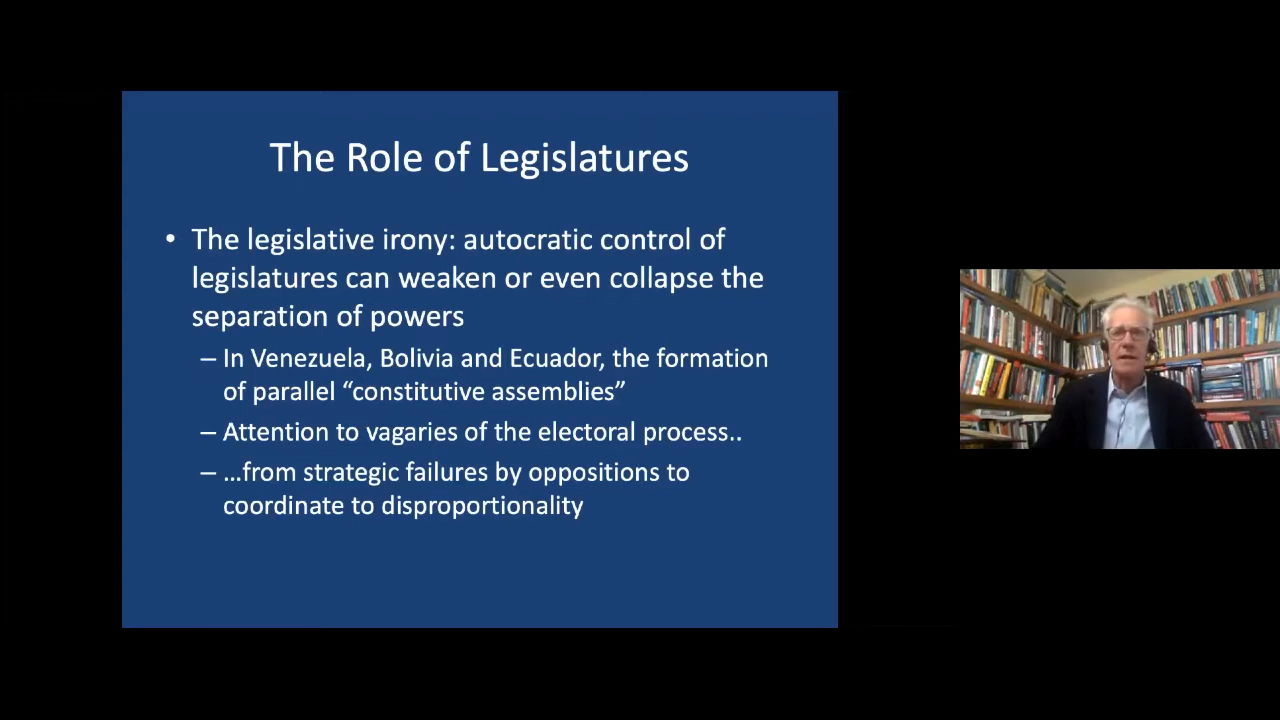 The Role of Legislatures
• The legislative irony: autocratic control of
legislatures can weaken or even collapse the
separation of powers
– In Venezuela, Bolivia and Ecuador, the formation
of parallel “constitutive assemblies”
– Attention to vagaries of the electoral process..
– …from strategic failures by oppositions to
coordinate to disproportionality